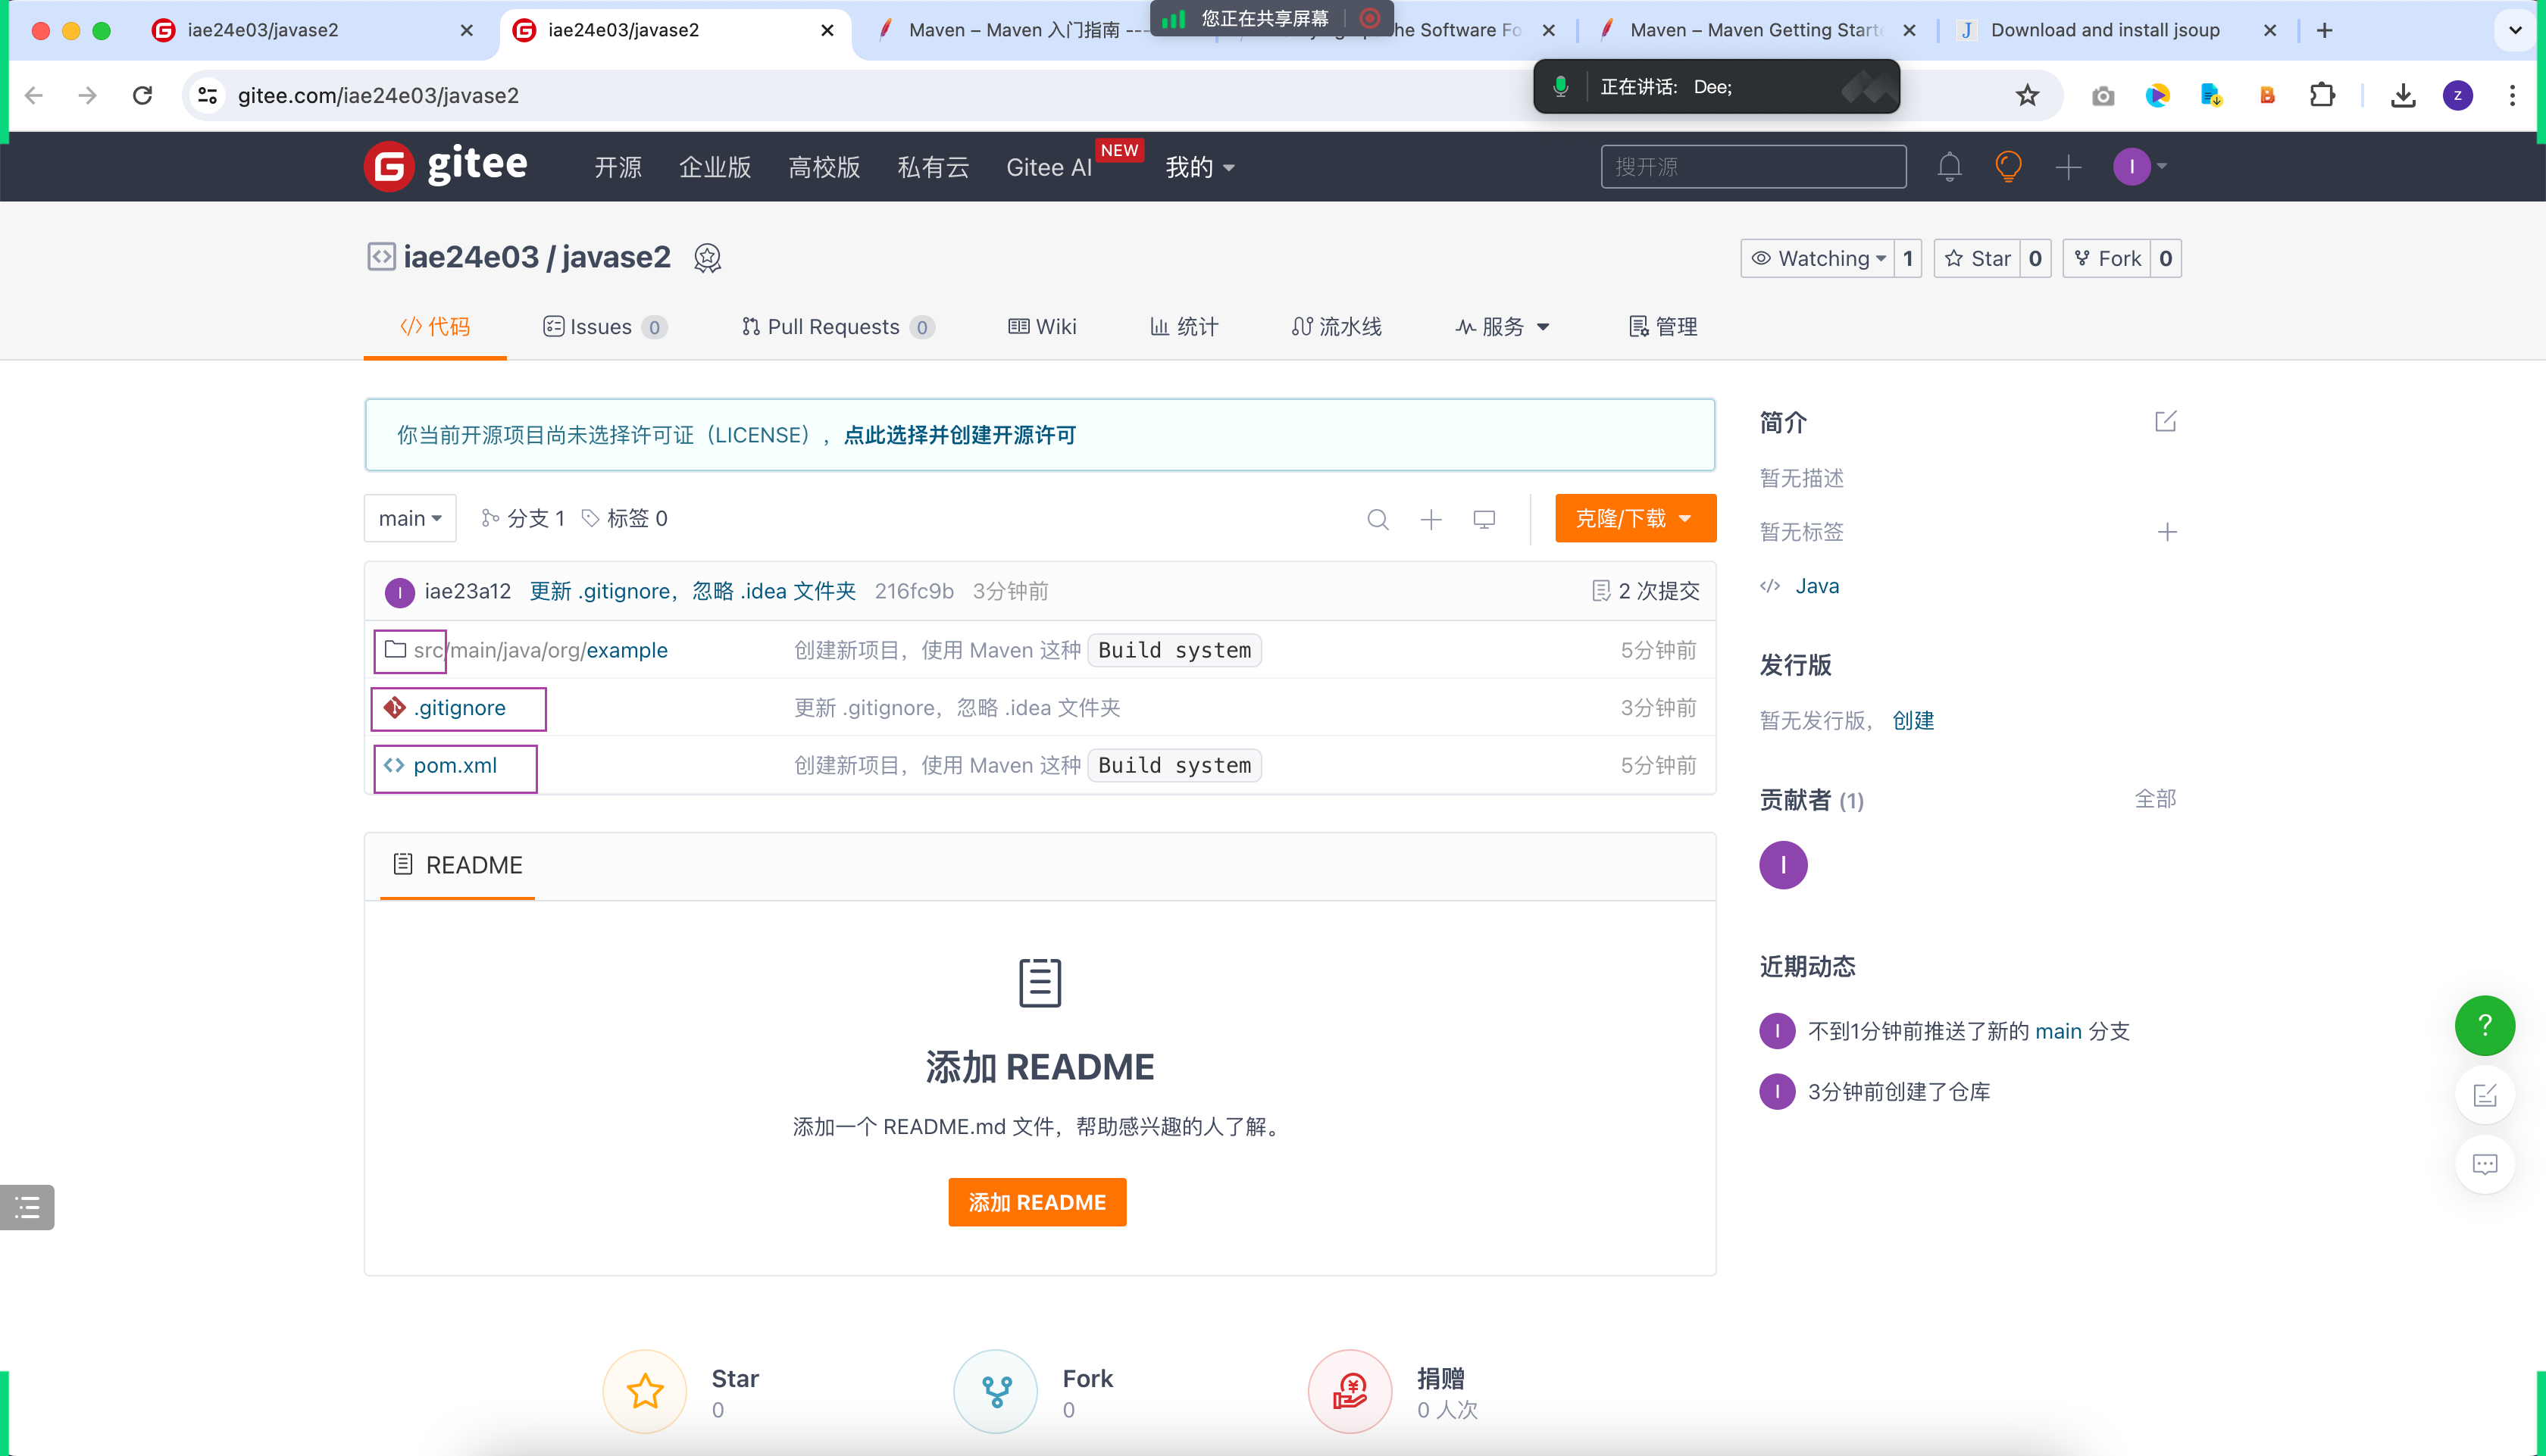 iae24e03/javase2
iae24e03/javase2
Maven – Maven 入门指南
您正在共享屏幕
he Software Fo
Maven – Maven Getting Starte
Download and install jsoup
gitee.com/iae24e03/javase2
正在讲话: Dee;
Z
gitee
开源
企业版
高校版
私有云
Gitee AI
NEW
我的
搜开源
I
iae24e03 / javase2
Watching 1
Star 0
Fork 0
代码
Issues 0
Pull Requests 0
Wiki
统计
流水线
服务
管理
你当前开源项目尚未选择许可证（LICENSE），点此选择并创建开源许可
main
分支 1
标签 0
克隆/下载
I iae23a12 更新 .gitignore，忽略 .idea 文件夹 216fc9b 3分钟前 2 次提交
src/main/java/org/example 创建新项目，使用 Maven 这种 Build system 5分钟前
.gitignore 更新 .gitignore，忽略 .idea 文件夹 3分钟前
pom.xml 创建新项目，使用 Maven 这种 Build system 5分钟前
README
添加 README
添加一个 README.md 文件，帮助感兴趣的人了解。
添加 README
简介
暂无描述
暂无标签
Java
发行版
暂无发行版，创建
贡献者 (1) 全部
I
近期动态
I 不到1分钟前推送了新的 main 分支
I 3分钟前创建了仓库
?
Star
0
Fork
0
捐赠
0 人次